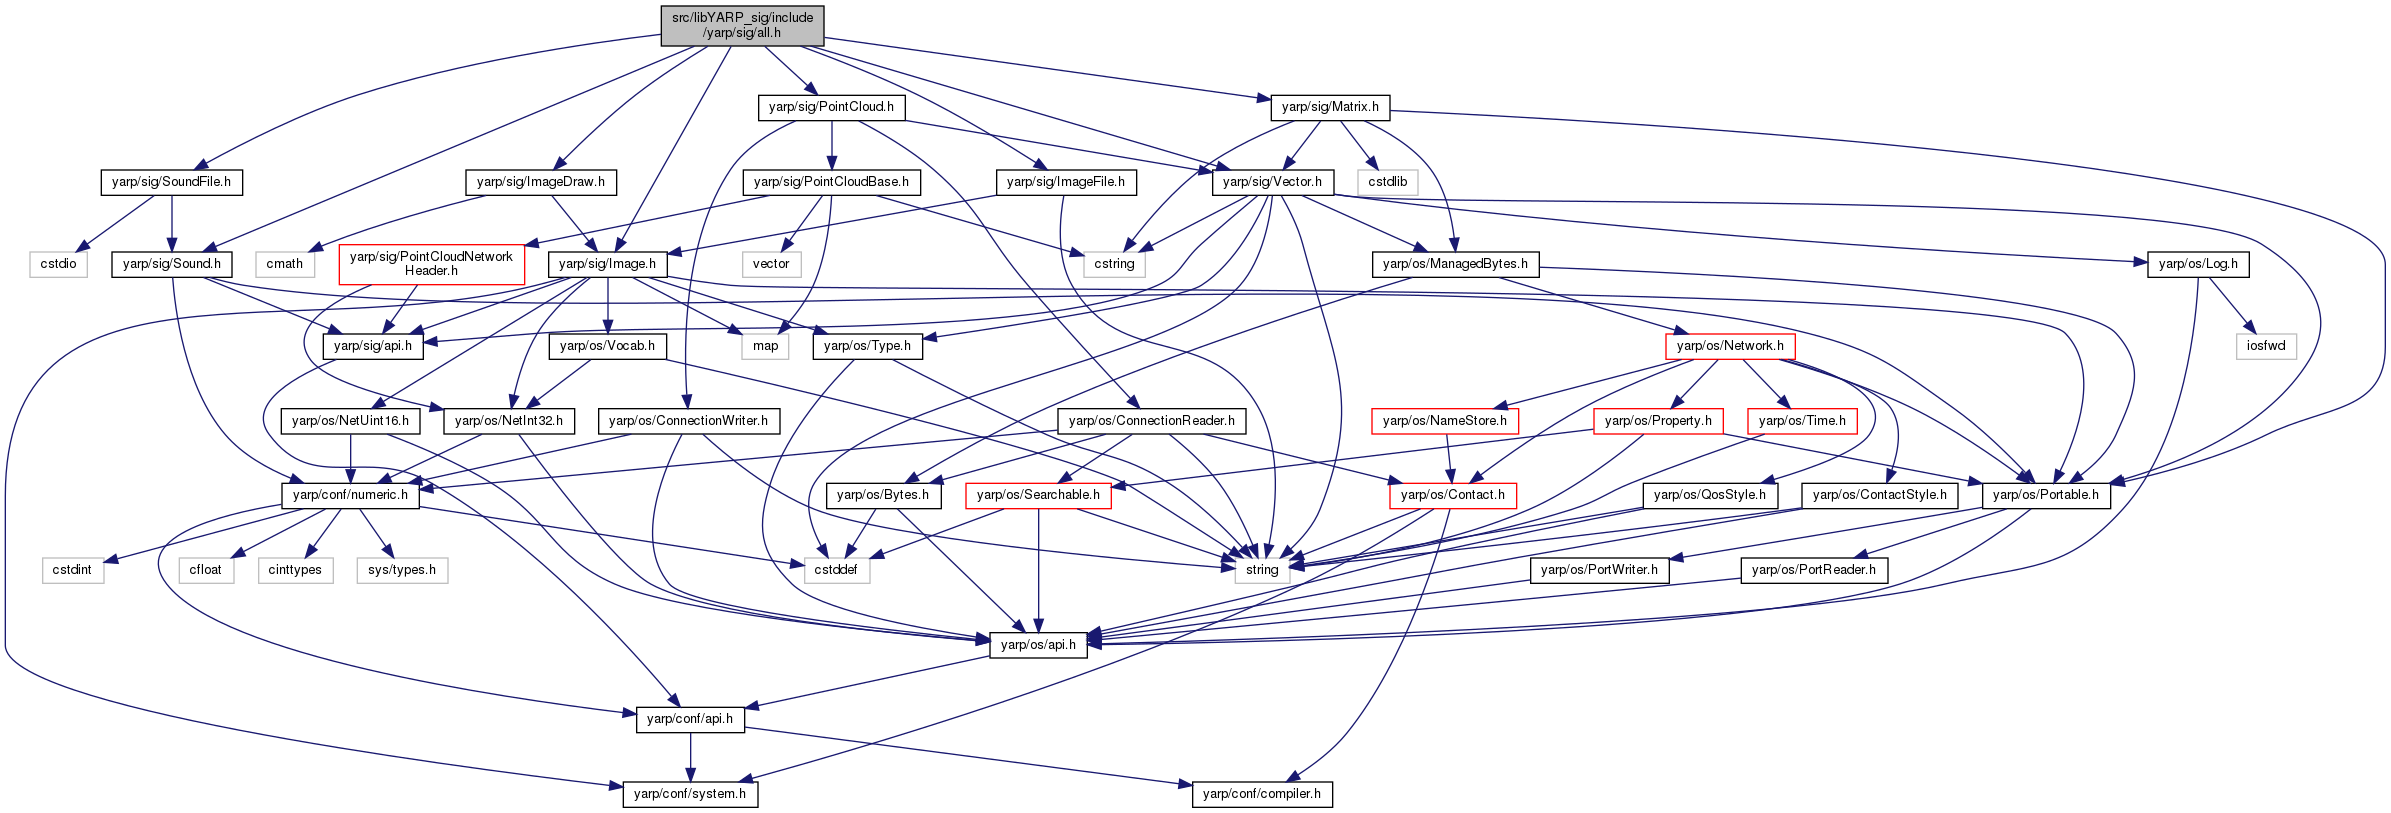 src/libYARP_sig/include
/yarp/sig/all.h
yarp/sig/PointCloud.h
yarp/sig/Matrix.h
yarp/sig/SoundFile.h
yarp/sig/ImageDraw.h
yarp/sig/PointCloudBase.h
yarp/sig/ImageFile.h
yarp/sig/Vector.h
cstdlib
cstdio
yarp/sig/Sound.h
cmath
yarp/sig/PointCloudNetwork
Header.h
yarp/sig/Image.h
vector
cstring
yarp/os/ManagedBytes.h
yarp/os/Log.h
yarp/sig/api.h
yarp/os/Vocab.h
map
yarp/os/Type.h
yarp/os/Network.h
iosfwd
yarp/os/NetUint16.h
yarp/os/NetInt32.h
yarp/os/ConnectionWriter.h
yarp/os/ConnectionReader.h
yarp/os/NameStore.h
yarp/os/Property.h
yarp/os/Time.h
yarp/conf/numeric.h
yarp/os/Bytes.h
yarp/os/Searchable.h
yarp/os/Contact.h
yarp/os/QosStyle.h
yarp/os/ContactStyle.h
yarp/os/Portable.h
cstdint
cfloat
cinttypes
sys/types.h
cstddef
string
yarp/os/PortWriter.h
yarp/os/PortReader.h
yarp/os/api.h
yarp/conf/api.h
yarp/conf/system.h
yarp/conf/compiler.h